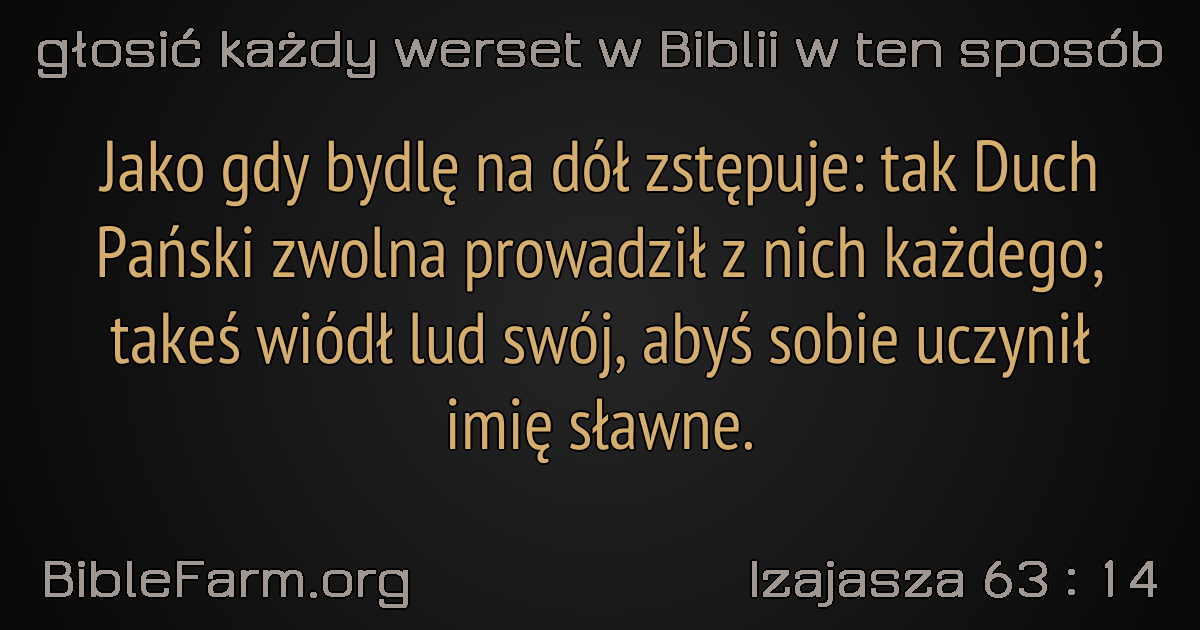 głosić każdy werset w Biblii w ten sposób
Jako gdy bydlę na dół zstępuje: tak Duch
Pański zwolna prowadził z nich każdego;
takeś wiódł lud swój, abyś sobie uczynił
imię sławne.
BibleFarm.org
Izajasza 63 : 14